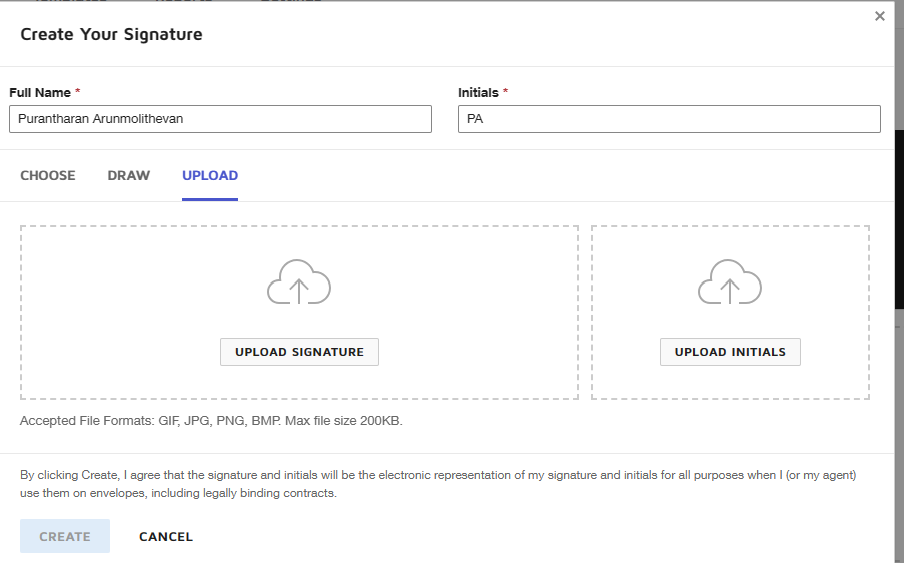 Create Your Signature
Full Name *
Initials *
Purantharan Arunmolithevan
PA
CHOOSE
DRAW
UPLOAD
UPLOAD SIGNATURE
UPLOAD INITIALS
Accepted File Formats: GIF, JPG, PNG, BMP. Max file size 200KB.
By clicking Create, I agree that the signature and initials will be the electronic representation of my signature and initials for all purposes when I (or my agent)
use them on envelopes, including legally binding contracts.
CREATE
CANCEL